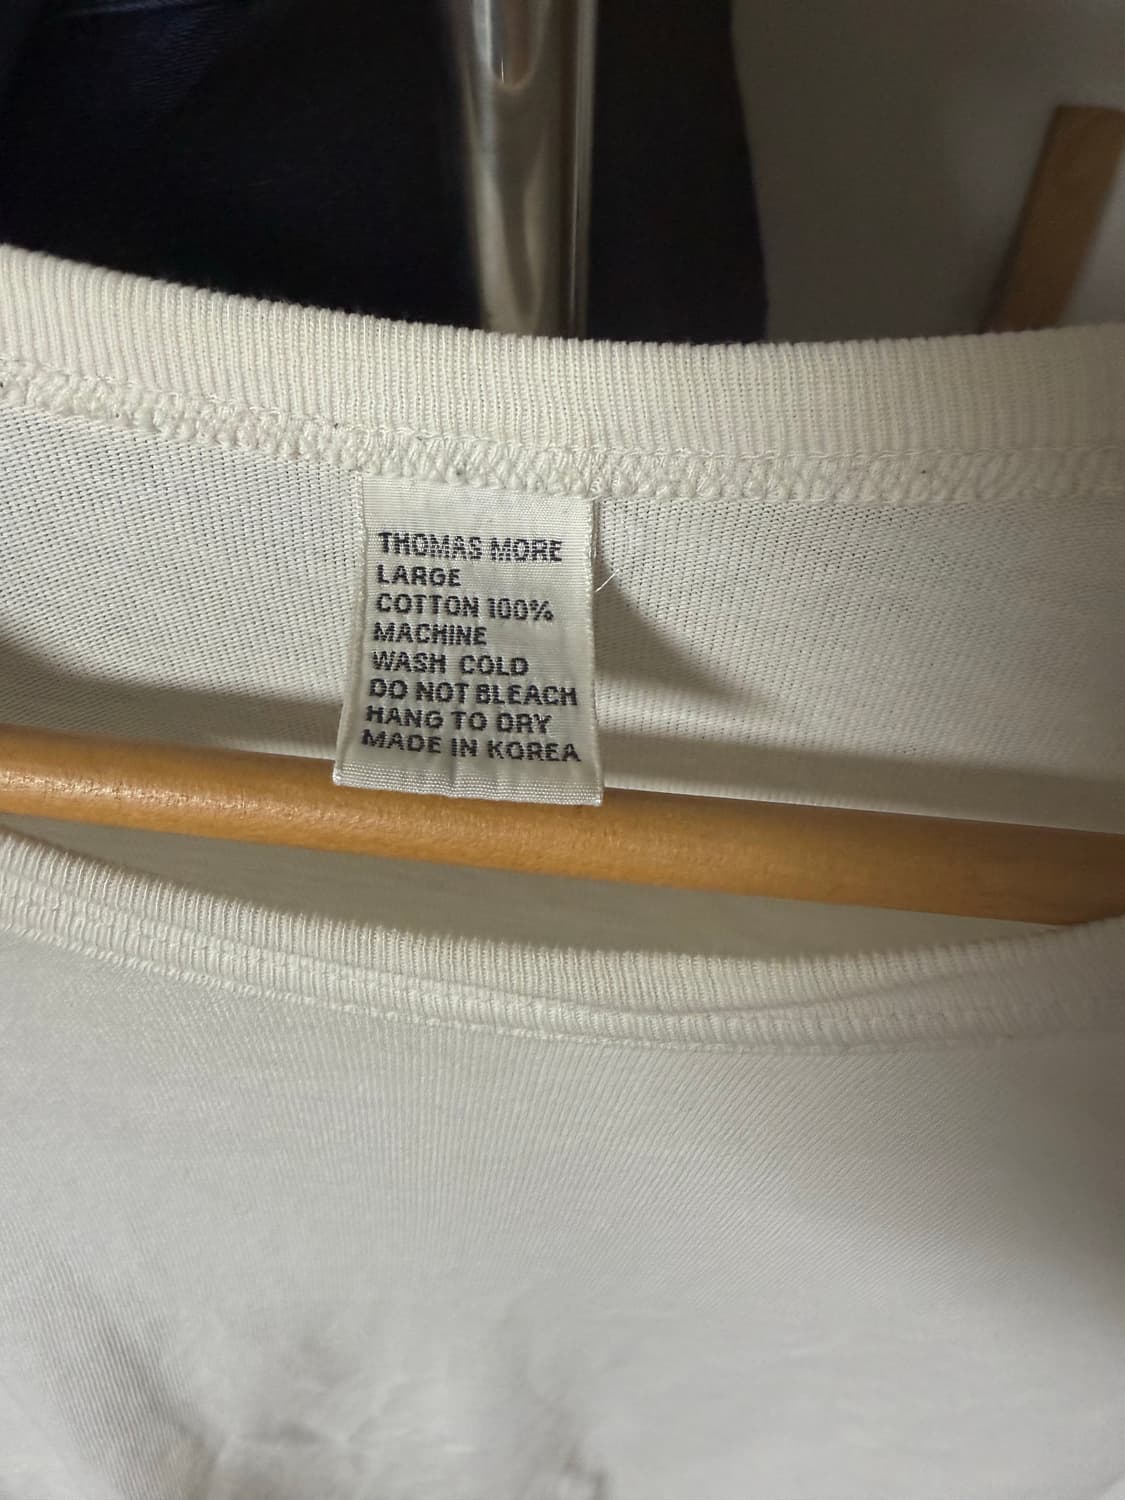 THOMAS MORE
LARGE
COTTON 100%
MACHINE
WASH COLD
DO NOT BLEACH
HANG TO DRY
MADE IN KOREA